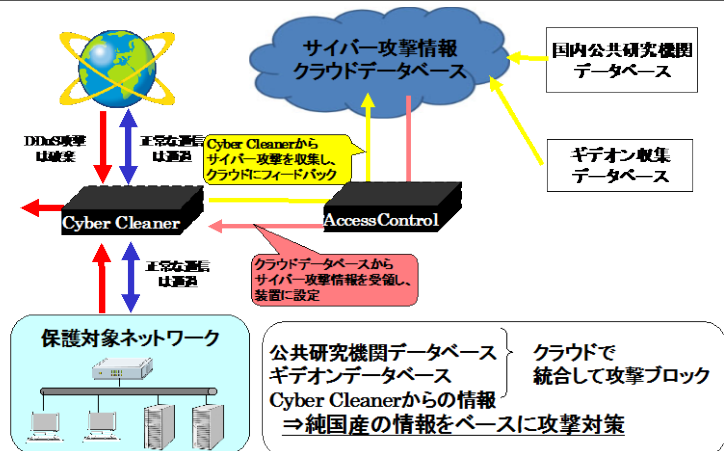 サイバー攻撃情報
クラウドデータベース
国内公共研究機関
データベース
ギデオン収集
データベース
DDoS攻撃
は破棄
正常な通信
は通過
Cyber Cleanerから
サイバー攻撃を収集し、
クラウドにフィードバック
Cyber Cleaner
AccessControl
正常な通信
は通過
クラウドデータベースから
サイバー攻撃情報を受領し、
装置に設定
保護対象ネットワーク
公共研究機関データベース
ギデオンデータベース
Cyber Cleanerからの情報
クラウドで
統合して攻撃ブロック
⇒純国産の情報をベースに攻撃対策